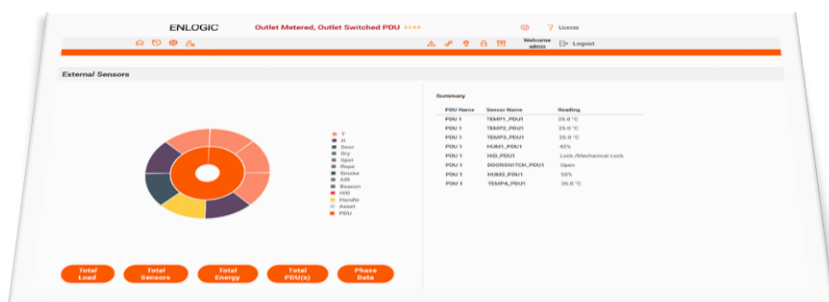 ENLOGIC Outlet Metered, Outlet Switched PDU License
Welcome admin Logout
External Sensors
T
H
Door
Dry
Spot
Rope
Smoke
AIR
Beacon
HID
Handle
Asset
PDU
Summary
PDU Name Sensor Name Reading
PDU 1 TEMP1_PDU1 25.0 °C
PDU 1 TEMP2_PDU1 25.0 °C
PDU 1 TEMP3_PDU1 25.0 °C
PDU 1 HUM1_PDU1 42%
PDU 1 HID_PDU1 Lock /Mechanical Lock
PDU 1 DOORSWITCH_PDU1 Open
PDU 1 HUM2_PDU1 50%
PDU 1 TEMP4_PDU1 26.0 °C
Total Load
Total Sensors
Total Energy
Total PDU(s)
Phase Data